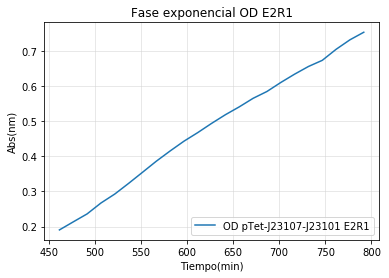 Fase exponencial OD E2R1
Abs(nm)
0.7
0.6
0.5
0.4
0.3
0.2
OD pTet-J23107-J23101 E2R1
450 500 550 600 650 700 750 800
Tiempo(min)